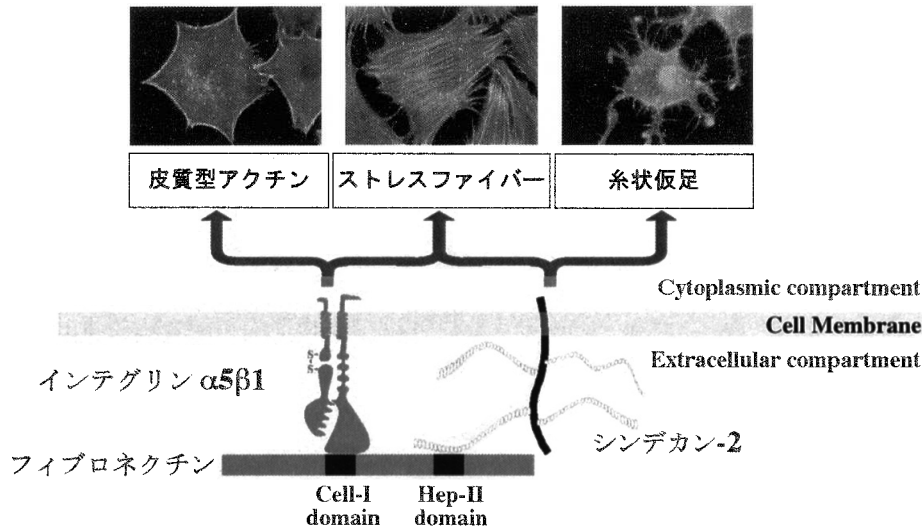 皮質型アクチン
ストレスファイバー
糸状仮足
Cytoplasmic compartment
Cell Membrane
Extracellular compartment
S
S
インテグリン α5β1
シンデカン-2
フィブロネクチン
Cell-I
domain
Hep-II
domain